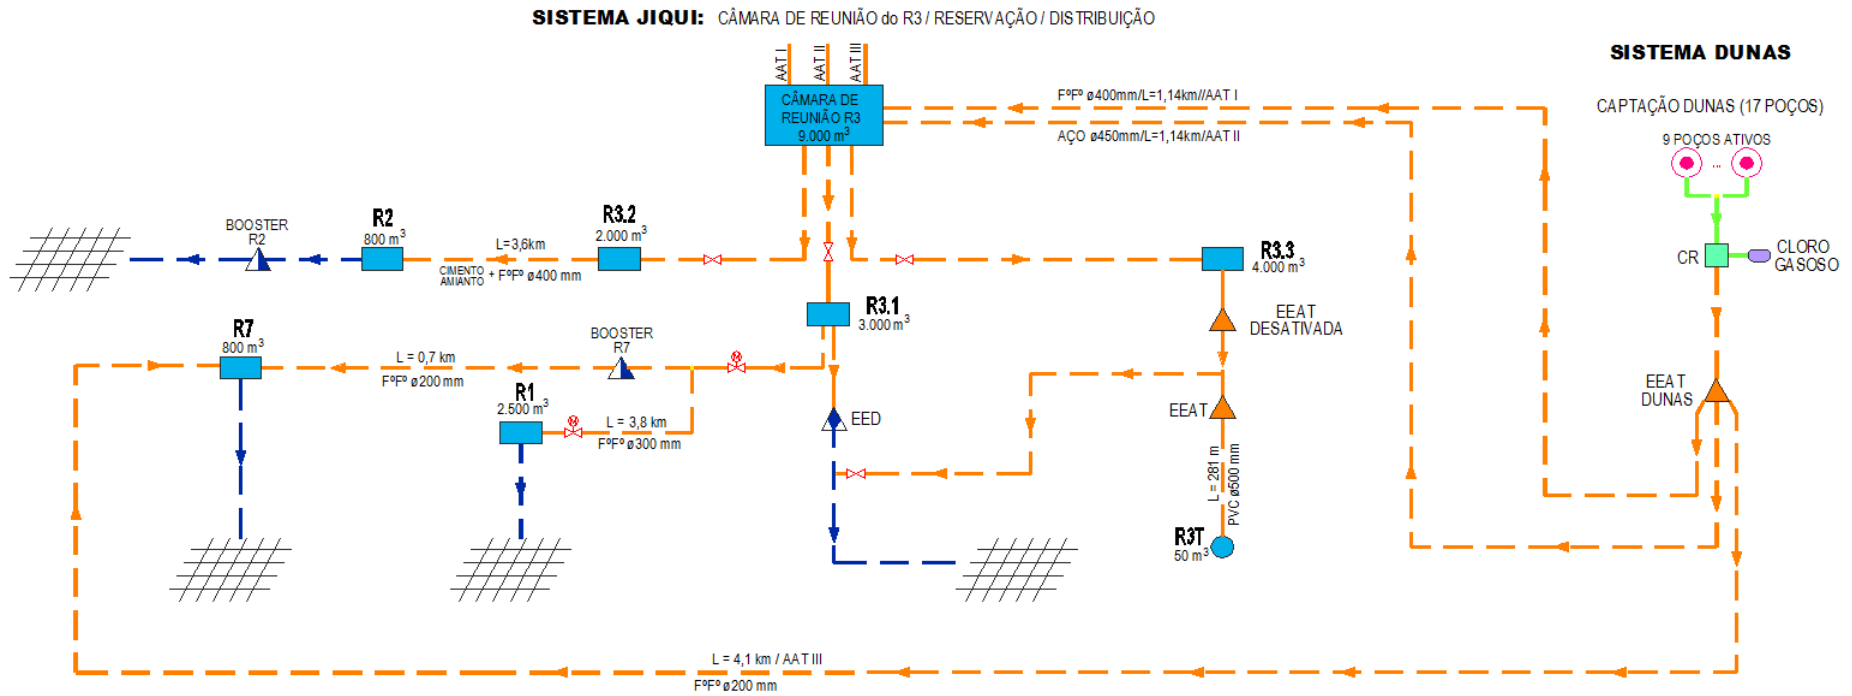 SISTEMA JIQUI: CÂMARA DE REUNIÃO do R3 / RESERVAÇÃO / DISTRIBUIÇÃO
SISTEMA DUNAS
AAT I
AAT II
AAT III
CÂMARA DE
REUNIÃO R3
9.000 m³
FºFº ø400mm/L=1,14km//AAT I
AÇO ø450mm/L=1,14km/AAT II
CAPTAÇÃO DUNAS (17 POÇOS)
9 POÇOS ATIVOS
...
CR
CLORO
GASOSO
BOOSTER
R2
R2
800 m³
L=3,6km
CIMENTO
AMIANTO + FºFº ø400 mm
R3.2
2.000 m³
R3.3
4.000 m³
R3.1
3.000 m³
EEAT
DESATIVADA
R7
800 m³
L = 0,7 km
FºFº ø200 mm
BOOSTER
R7
M
R1
2.500 m³
M
L = 3,8 km
FºFº ø300 mm
EED
EEAT
EEAT
DUNAS
L = 281 m
PVC ø500 mm
R3T
50 m³
L = 4,1 km / AAT III
FºFº ø200 mm